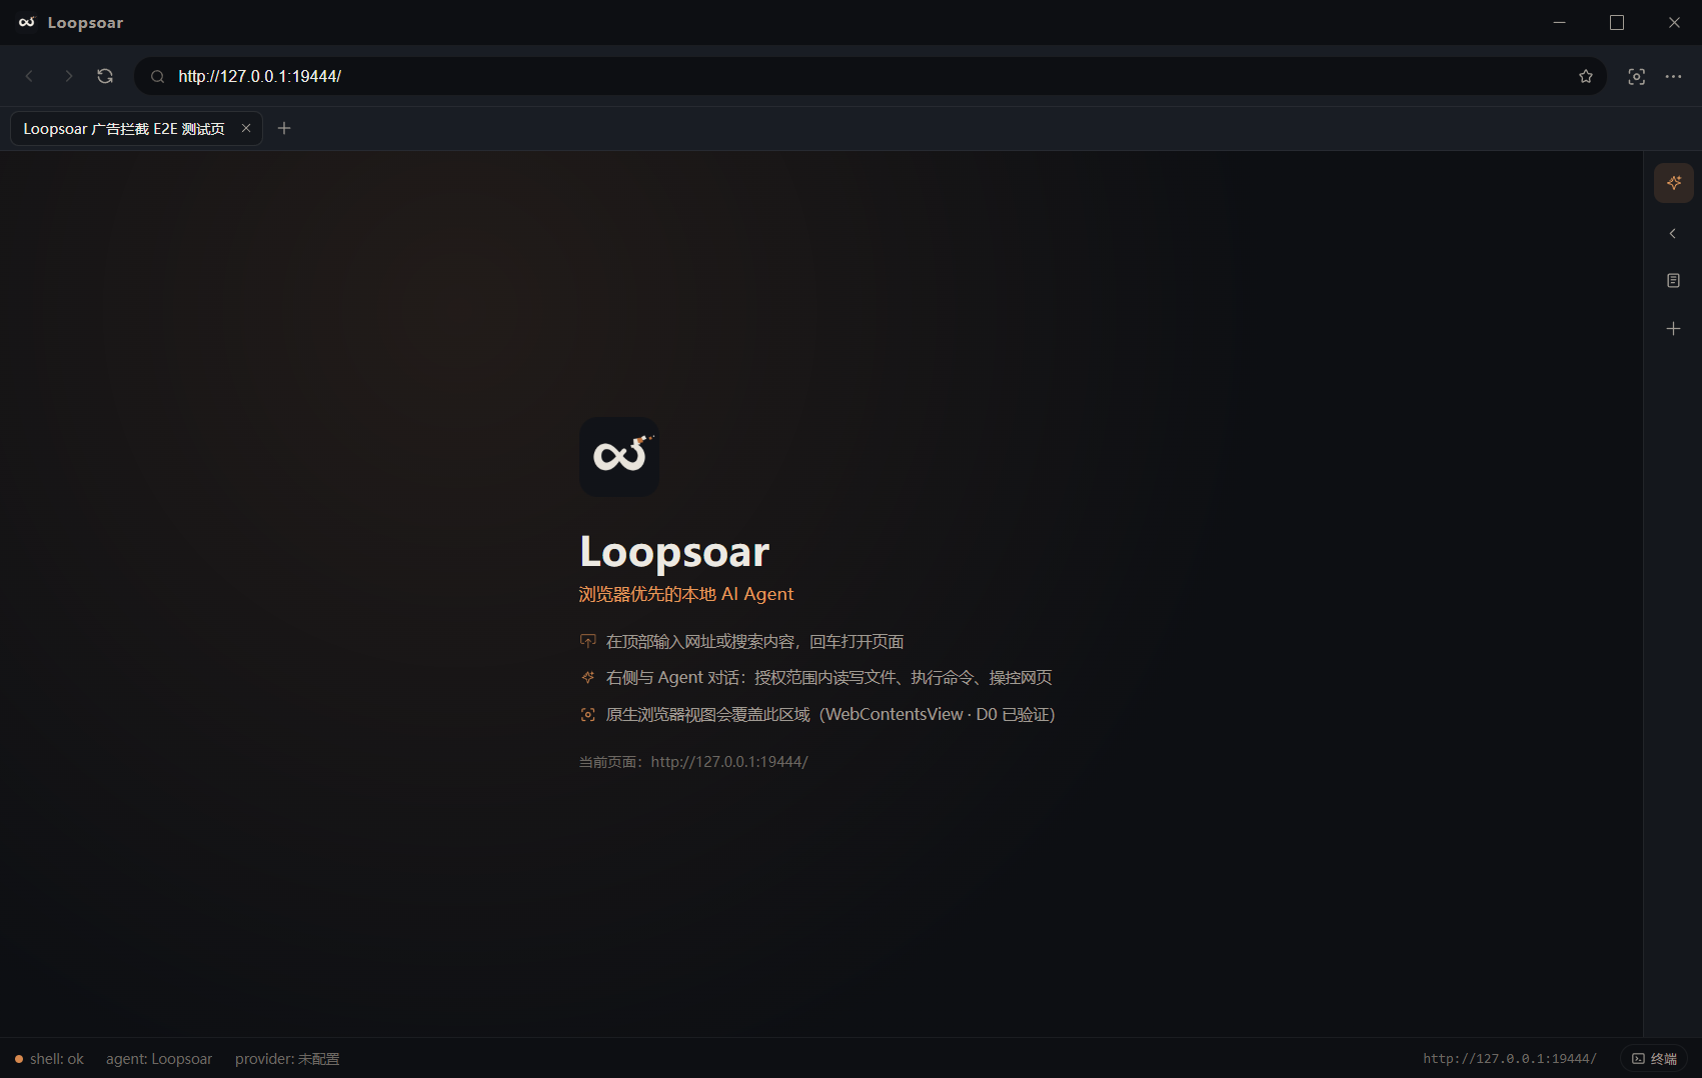 Loopsoar
http://127.0.0.1:19444/
Loopsoar 广告拦截 E2E 测试页
Loopsoar
浏览器优先的本地 AI Agent
在顶部输入网址或搜索内容，回车打开页面
右侧与 Agent 对话：授权范围内读写文件、执行命令、操控网页
原生浏览器视图会覆盖此区域（WebContentsView · D0 已验证）
当前页面：http://127.0.0.1:19444/
shell: ok agent: Loopsoar provider: 未配置 http://127.0.0.1:19444/ 终端